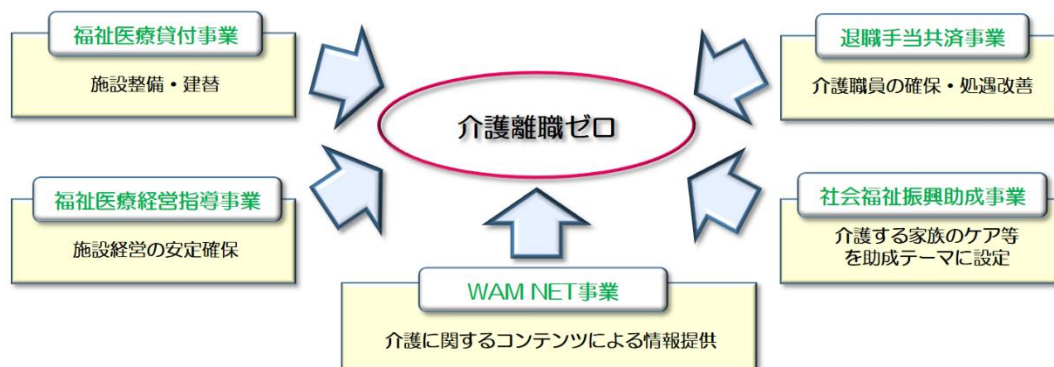 福祉医療貸付事業
施設整備・建替
退職手当共済事業
介護職員の確保・処遇改善
介護離職ゼロ
福祉医療経営指導事業
施設経営の安定確保
社会福祉振興助成事業
介護する家族のケア等
を助成テーマに設定
WAM NET事業
介護に関するコンテンツによる情報提供